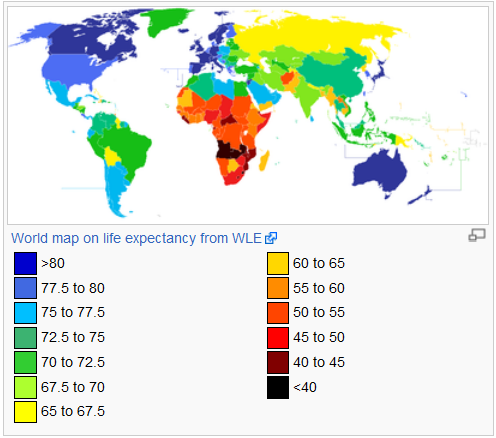 World map on life expectancy from WLE
>80
77.5 to 80
75 to 77.5
72.5 to 75
70 to 72.5
67.5 to 70
65 to 67.5
60 to 65
55 to 60
50 to 55
45 to 50
40 to 45
<40